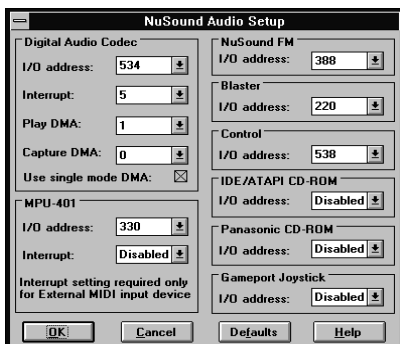 NuSound Audio Setup
Digital Audio Codec
I/O address: 534
Interrupt: 5
Play DMA: 1
Capture DMA: 0
Use single mode DMA:
MPU-401
I/O address: 330
Interrupt: Disabled
Interrupt setting required only
for External MIDI input device
NuSound FM
I/O address: 388
Blaster
I/O address: 220
Control
I/O address: 538
IDE/ATAPI CD-ROM
I/O address: Disabled
Panasonic CD-ROM
I/O address: Disabled
Gameport Joystick
I/O address: Disabled
OK Cancel Defaults Help